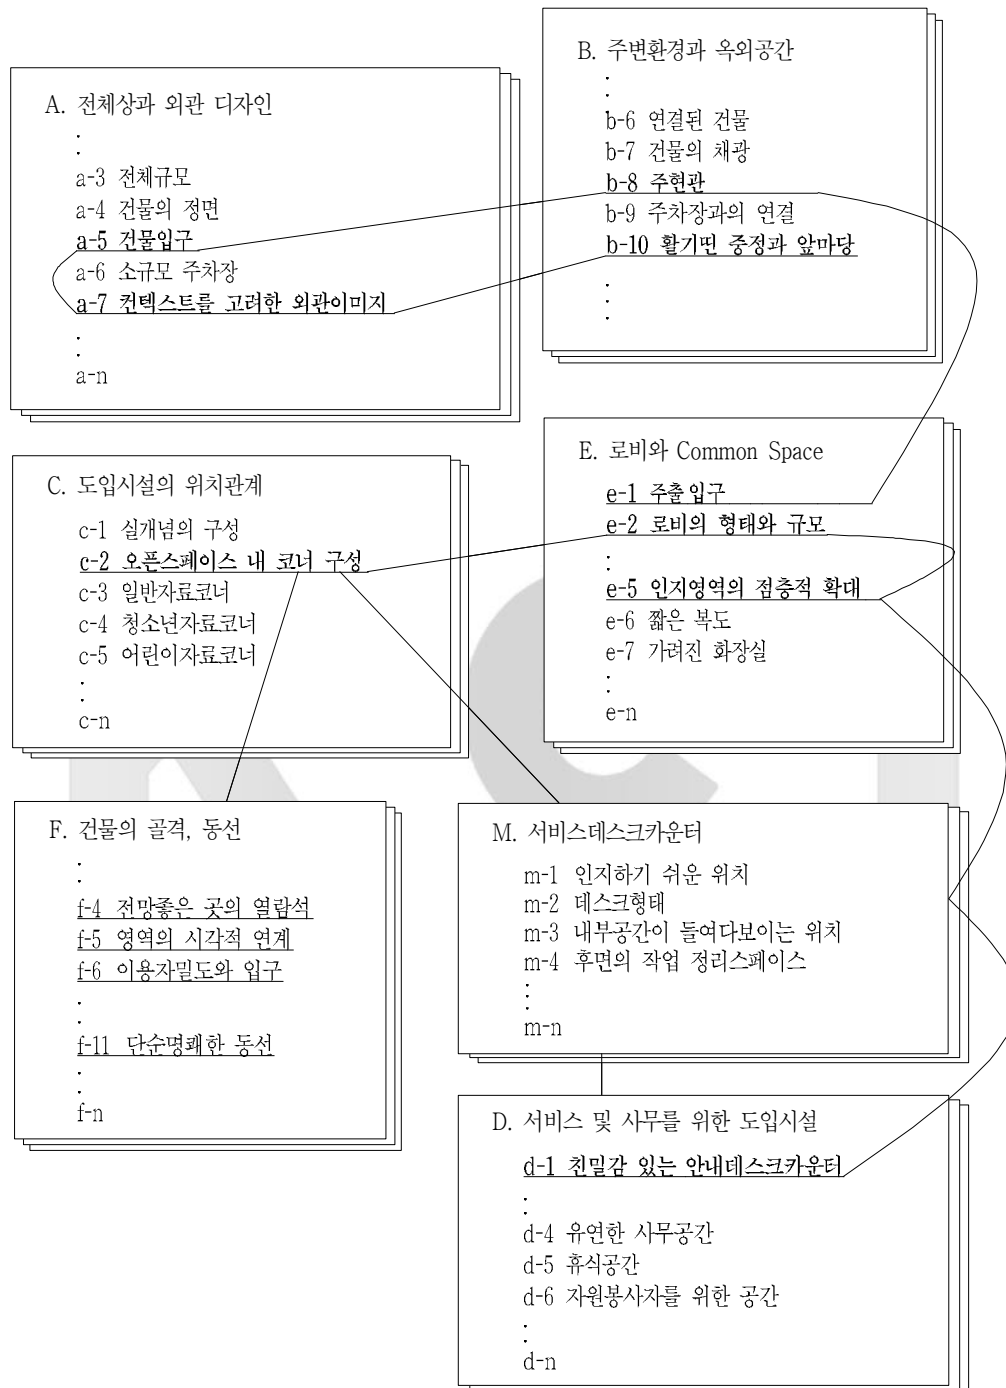 A. 전체상과 외관 디자인
.
.
a-3 전체규모
a-4 건물의 정면
a-5 건물입구
a-6 소규모 주차장
a-7 컨텍스트를 고려한 외관이미지
.
.
a-n
B. 주변환경과 옥외공간
.
.
b-6 연결된 건물
b-7 건물의 채광
b-8 주현관
b-9 주차장과의 연결
b-10 활기띤 중정과 앞마당
.
.
.
C. 도입시설의 위치관계
c-1 실개념의 구성
c-2 오픈스페이스 내 코너 구성
c-3 일반자료코너
c-4 청소년자료코너
c-5 어린이자료코너
.
.
c-n
E. 로비와 Common Space
e-1 주출입구
e-2 로비의 형태와 규모
.
.
e-5 인지영역의 점층적 확대
e-6 짧은 복도
e-7 가려진 화장실
.
.
e-n
F. 건물의 골격, 동선
.
.
f-4 전망좋은 곳의 열람석
f-5 영역의 시각적 연계
f-6 이용자밀도와 입구
.
.
f-11 단순명쾌한 동선
.
.
f-n
M. 서비스데스크카운터
m-1 인지하기 쉬운 위치
m-2 데스크형태
m-3 내부공간이 들여다보이는 위치
m-4 후면의 작업 정리스페이스
.
.
.
m-n
D. 서비스 및 사무를 위한 도입시설
d-1 친밀감 있는 안내데스크카운터
.
.
d-4 유연한 사무공간
d-5 휴식공간
d-6 자원봉사자를 위한 공간
.
.
d-n